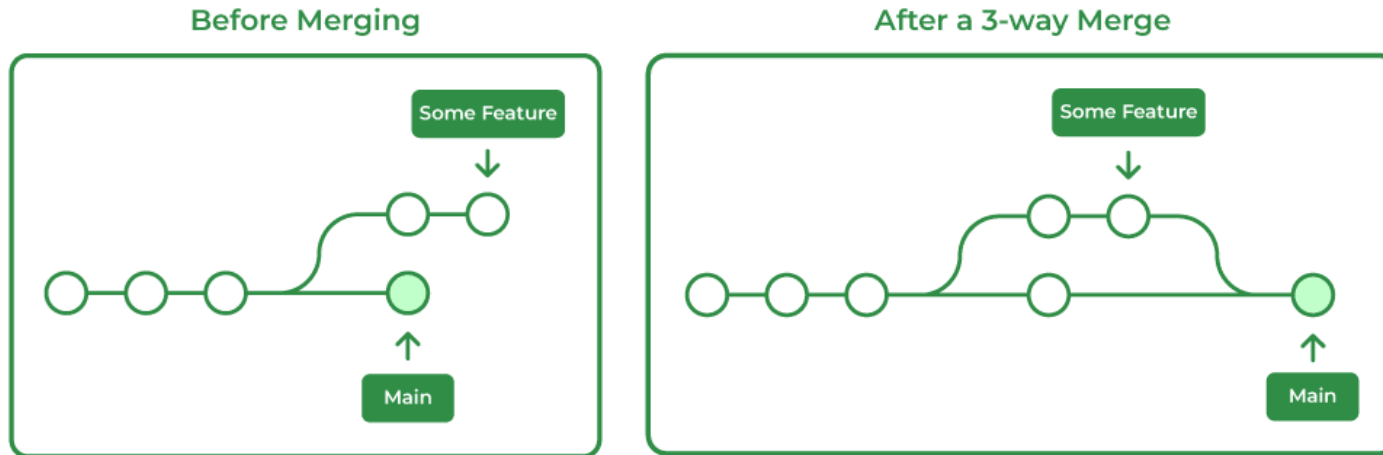 Before Merging
Some Feature
Main
After a 3-way Merge
Some Feature
Main